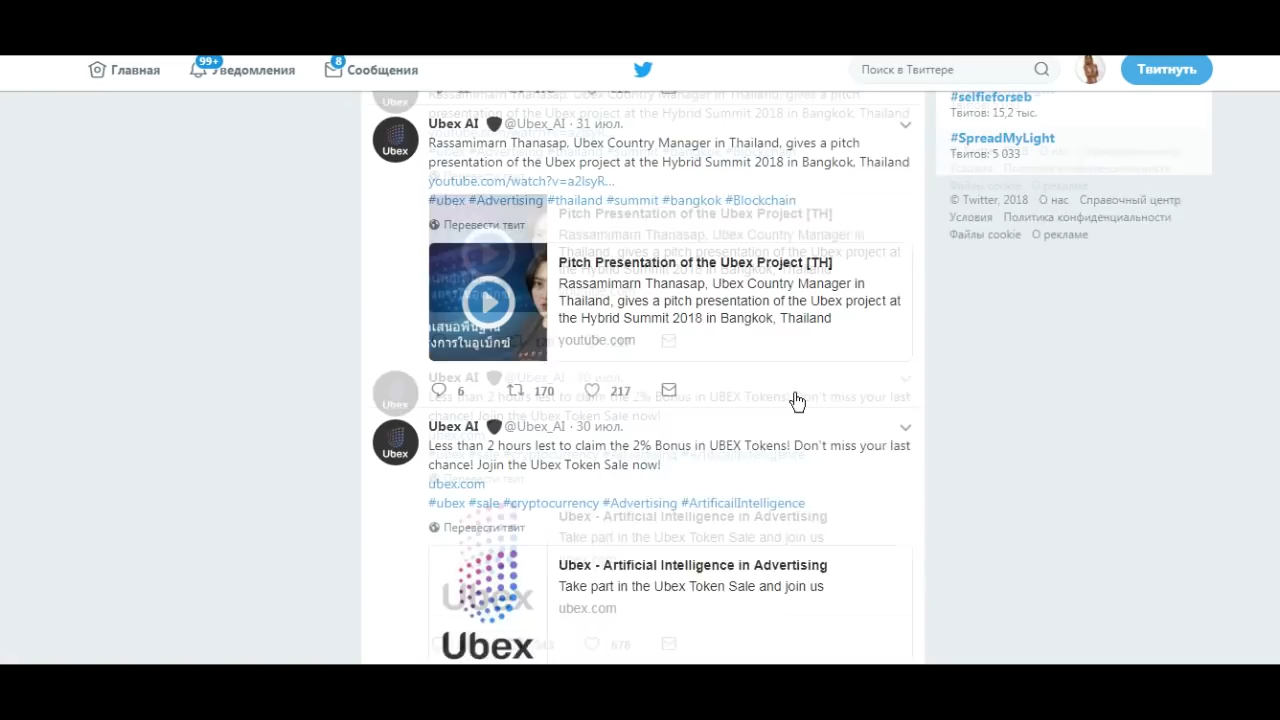 99+
8
Главная
Уведомления
Сообщения
Поиск в Твиттере
Твитнуть
#selfieforseb
Твитов: 15,2 тыс.
#SpreadMyLight
Твитов: 5 033
© Twitter, 2018 О нас Справочный центр
Условия Политика конфиденциальности
Файлы cookie О рекламе
Ubex
Ubex AI @Ubex_AI · 31 июл.
Rassamimarn Thanasap, Ubex Country Manager in Thailand, gives a pitch
presentation of the Ubex project at the Hybrid Summit 2018 in Bangkok, Thailand
youtube.com/watch?v=a2lsyR…
#ubex #Advertising #thailand #summit #bangkok #Blockchain
Перевести твит
Pitch Presentation of the Ubex Project [TH]
Rassamimarn Thanasap, Ubex Country Manager in
Thailand, gives a pitch presentation of the Ubex project at
the Hybrid Summit 2018 in Bangkok, Thailand
youtube.com
6 170 217
Ubex
Ubex AI @Ubex_AI · 30 июл.
Less than 2 hours lest to claim the 2% Bonus in UBEX Tokens! Don't miss your last
chance! Jojin the Ubex Token Sale now!
ubex.com
#ubex #sale #cryptocurrency #Advertising #ArtificailIntelligence
Перевести твит
Ubex - Artificial Intelligence in Advertising
Take part in the Ubex Token Sale and join us
ubex.com
Ubex